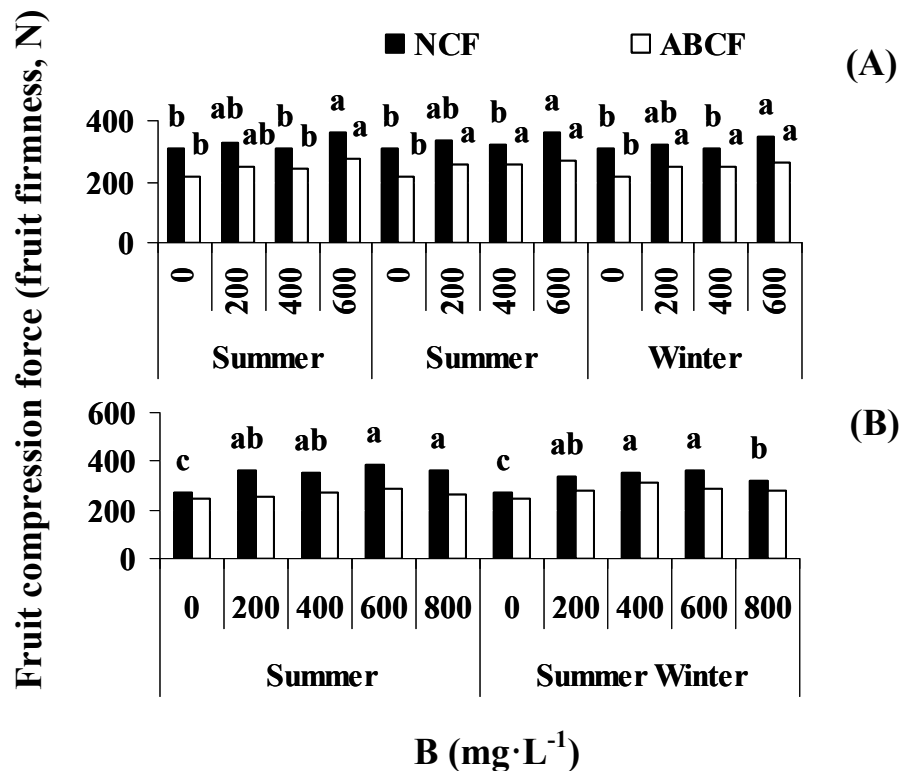 Fruit compression force (fruit firmness, N)
NCF ABCF
(A)
b ab b a b ab b a b ab b a
b ab b a b a a a b a a a
400
200
0
0 200 400 600 0 200 400 600 0 200 400 600
Summer Summer Winter
(B)
600
400
200
0
c ab ab a a c ab a a b
0 200 400 600 800 0 200 400 600 800
Summer Summer Winter
B (mg·L⁻¹)